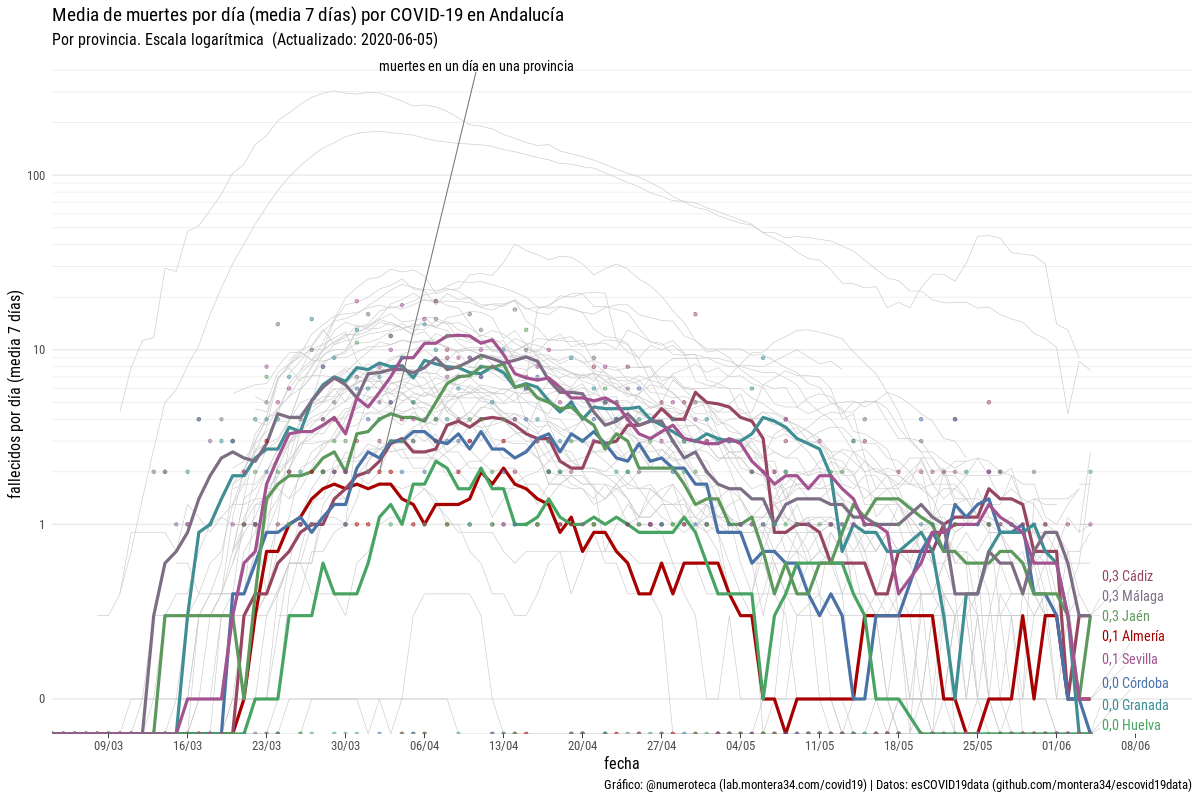 Media de muertes por día (media 7 días) por COVID-19 en Andalucía
Por provincia. Escala logarítmica (Actualizado: 2020-06-05)
muertes en un día en una provincia
fallecidos por día (media 7 días)
100
10
1
0
0,3 Cádiz
0,3 Málaga
0,3 Jaén
0,1 Almería
0,1 Sevilla
0,0 Córdoba
0,0 Granada
0,0 Huelva
09/03 16/03 23/03 30/03 06/04 13/04 20/04 27/04 04/05 11/05 18/05 25/05 01/06 08/06
fecha
Gráfico: @numeroteca (lab.montera34.com/covid19) | Datos: esCOVID19data (github.com/montera34/escovid19data)